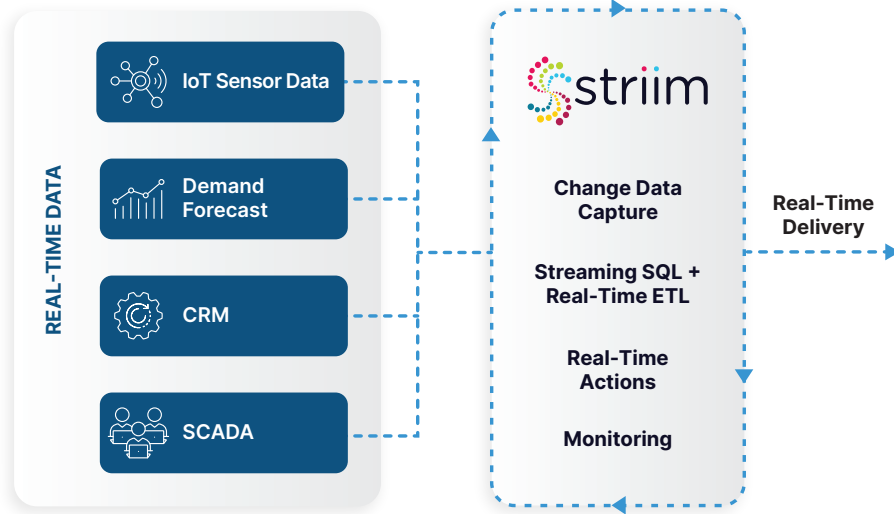 REAL-TIME DATA
IoT Sensor Data
Demand
Forecast
CRM
SCADA
striim
Change Data
Capture
Streaming SQL +
Real-Time ETL
Real-Time
Actions
Monitoring
Real-Time
Delivery